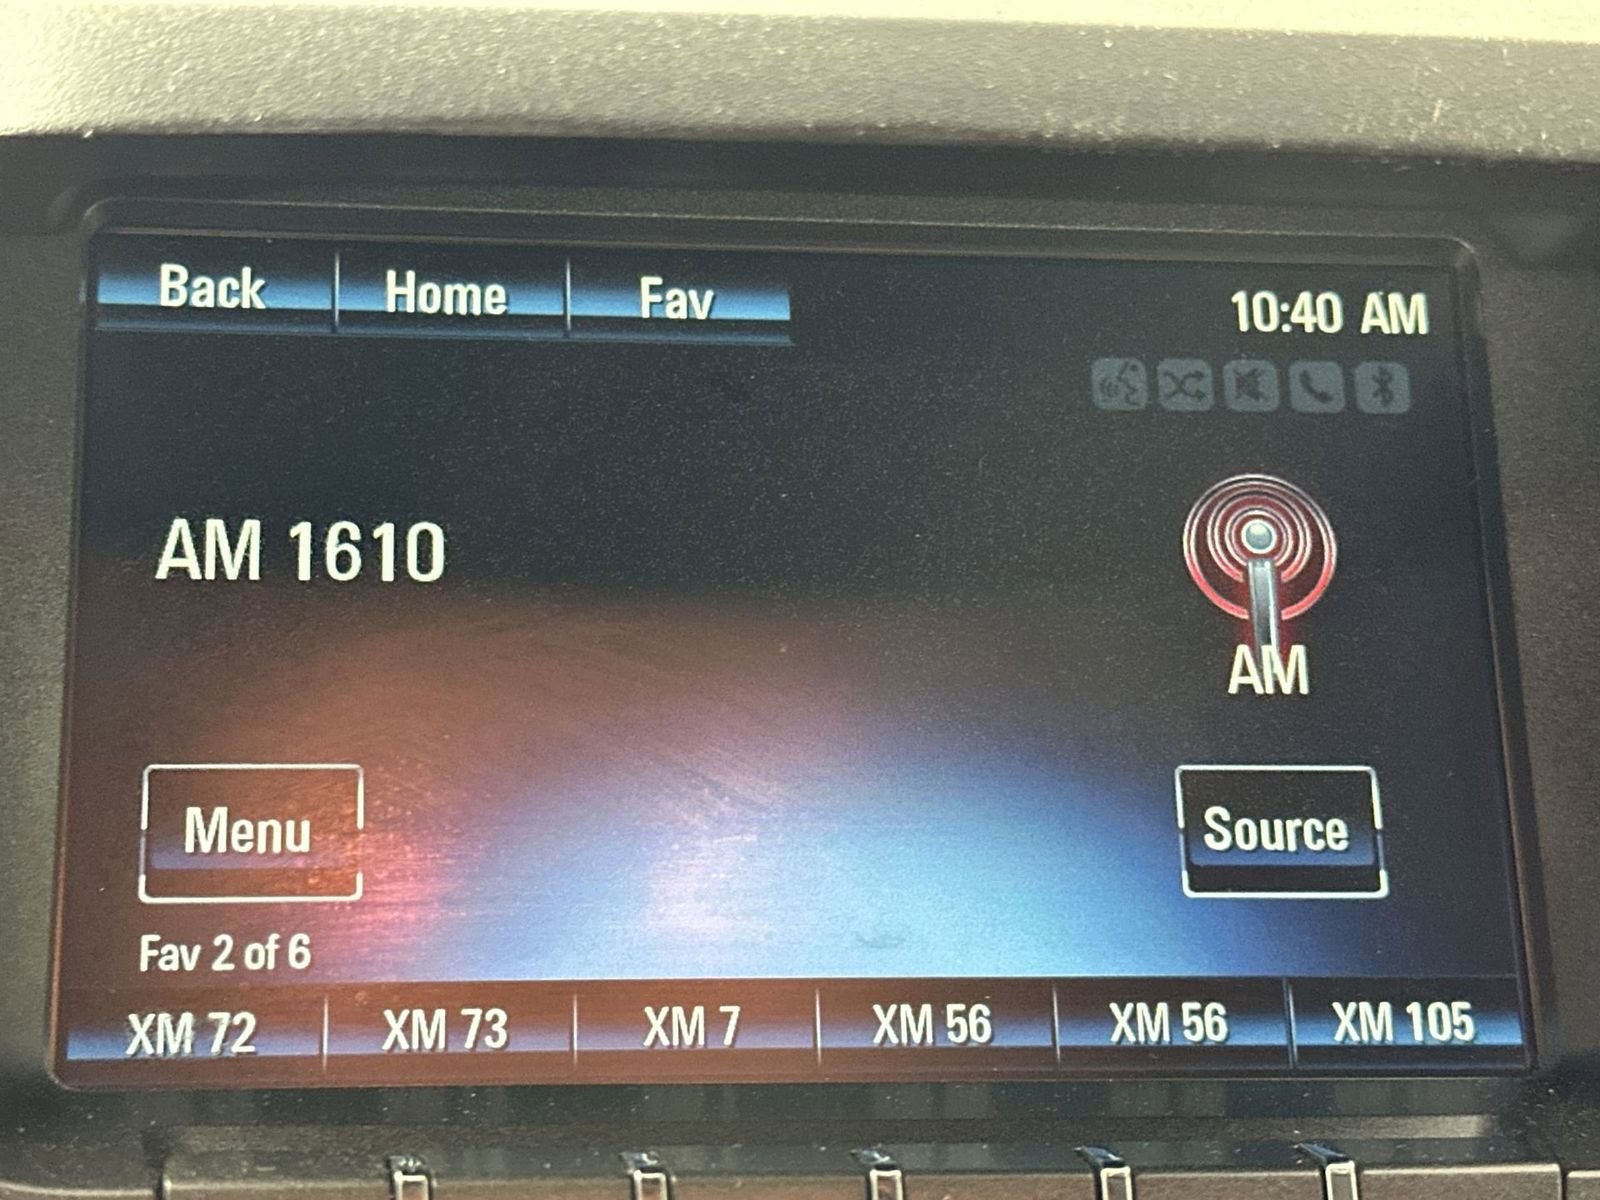 Back Home Fav 10:40 AM
AM 1610
AM
Menu Source
Fav 2 of 6
XM 72 XM 73 XM 7 XM 56 XM 56 XM 105